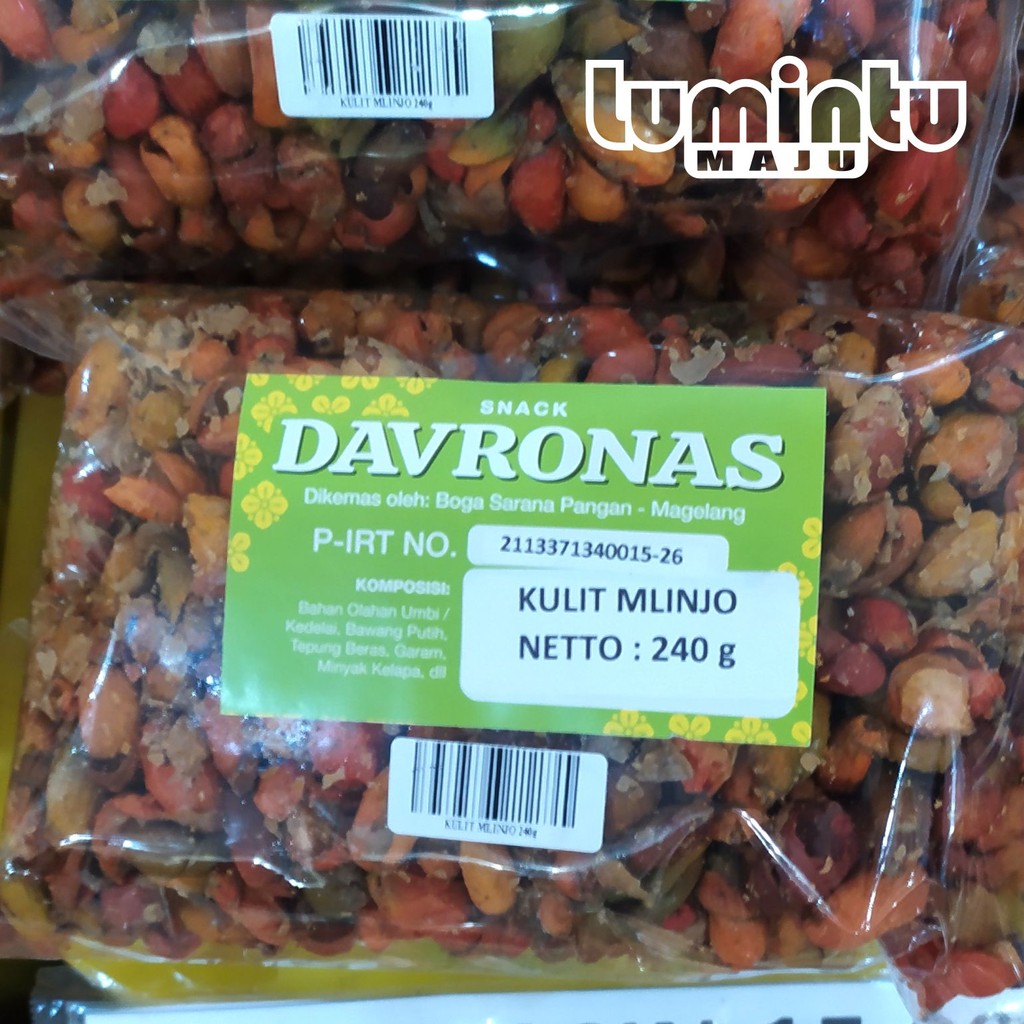 KULIT MLINJO 240g
lumintu
MAJU
SNACK
DAVRONAS
Dikemas oleh: Boga Sarana Pangan - Magelang
P-IRT NO. 2113371340015-26
KOMPOSISI:
Bahan Olahan Umbi /
Kedelai, Bawang Putih,
Tepung Beras, Garam,
Minyak Kelapa, dll
KULIT MLINJO
NETTO : 240 g
KULIT MLINJO 240g